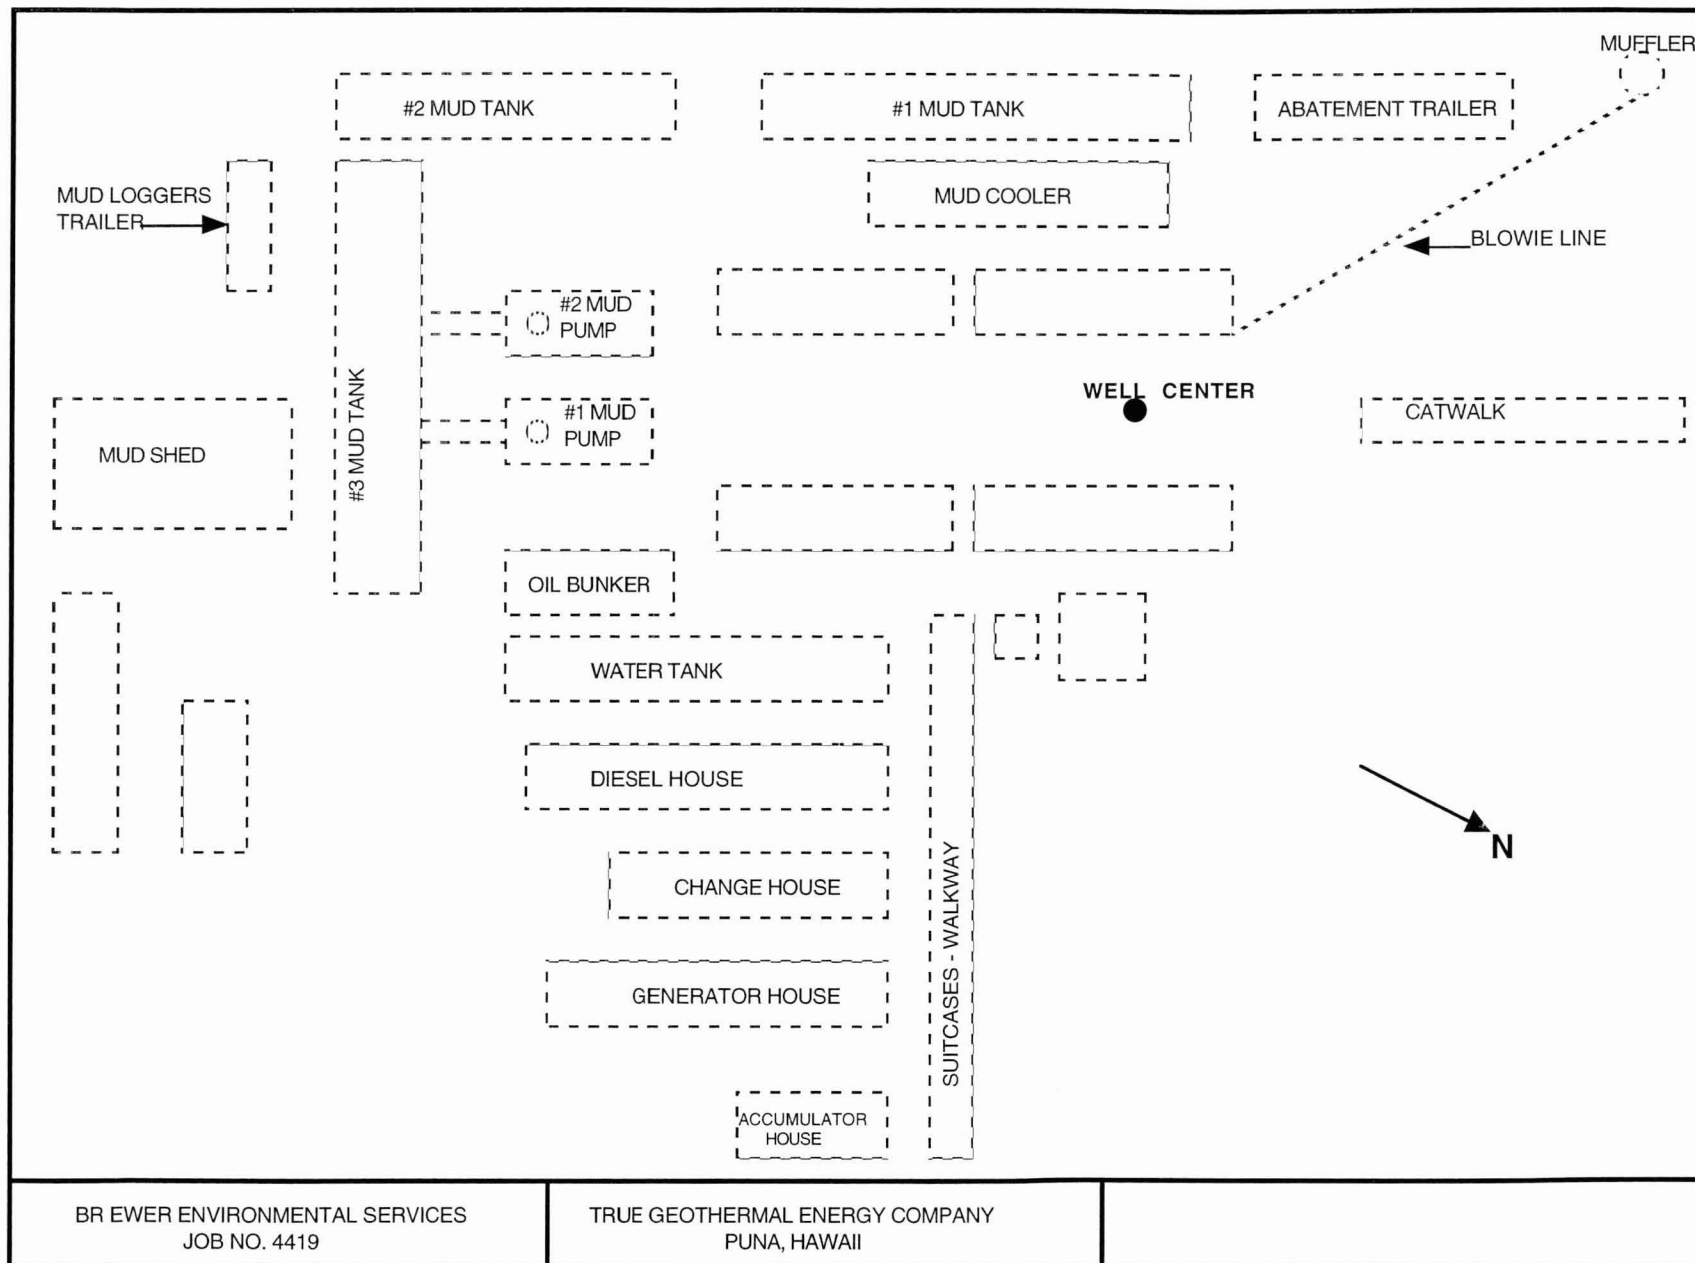 MUFFLER
#2 MUD TANK
#1 MUD TANK
ABATEMENT TRAILER
MUD LOGGERS
TRAILER
MUD COOLER
BLOWIE LINE
#2 MUD
PUMP
#3 MUD TANK
WELL CENTER
#1 MUD
PUMP
CATWALK
MUD SHED
OIL BUNKER
WATER TANK
DIESEL HOUSE
CHANGE HOUSE
SUITCASES - WALKWAY
N
GENERATOR HOUSE
ACCUMULATOR
HOUSE
BR EWER ENVIRONMENTAL SERVICES
JOB NO. 4419
TRUE GEOTHERMAL ENERGY COMPANY
PUNA, HAWAII